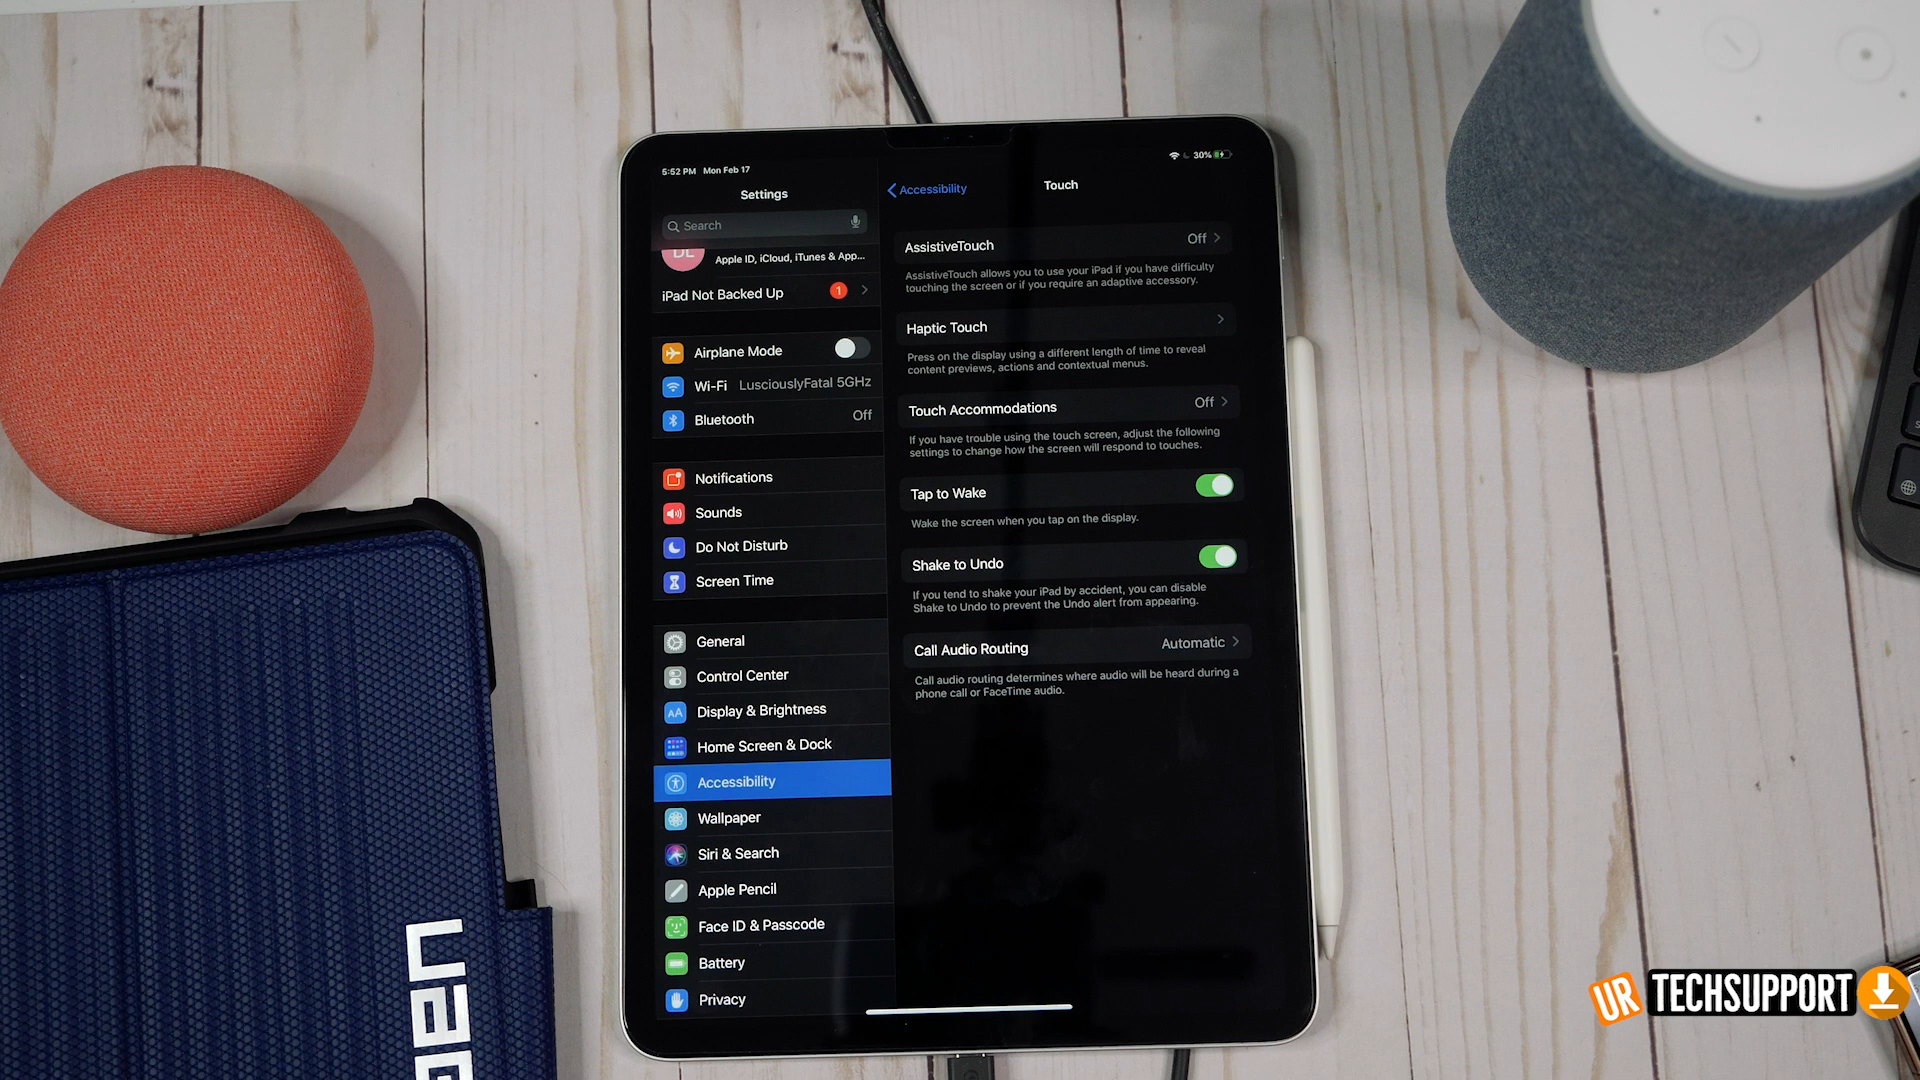 5:52 PM Mon Feb 17
30%
Settings
Search
DL
Apple ID, iCloud, iTunes & App...
iPad Not Backed Up 1
Airplane Mode
Wi-Fi LusciouslyFatal 5GHz
Bluetooth Off
Notifications
Sounds
Do Not Disturb
Screen Time
General
Control Center
AA Display & Brightness
Home Screen & Dock
Accessibility
Wallpaper
Siri & Search
Apple Pencil
Face ID & Passcode
Battery
Privacy
Accessibility
Touch
AssistiveTouch Off
AssistiveTouch allows you to use your iPad if you have difficulty
touching the screen or if you require an adaptive accessory.
Haptic Touch
Press on the display using a different length of time to reveal
content previews, actions and contextual menus.
Touch Accommodations Off
If you have trouble using the touch screen, adjust the following
settings to change how the screen will respond to touches.
Tap to Wake
Wake the screen when you tap on the display.
Shake to Undo
If you tend to shake your iPad by accident, you can disable
Shake to Undo to prevent the Undo alert from appearing.
Call Audio Routing Automatic
Call audio routing determines where audio will be heard during a
phone call or FaceTime audio.
UR TECHSUPPORT